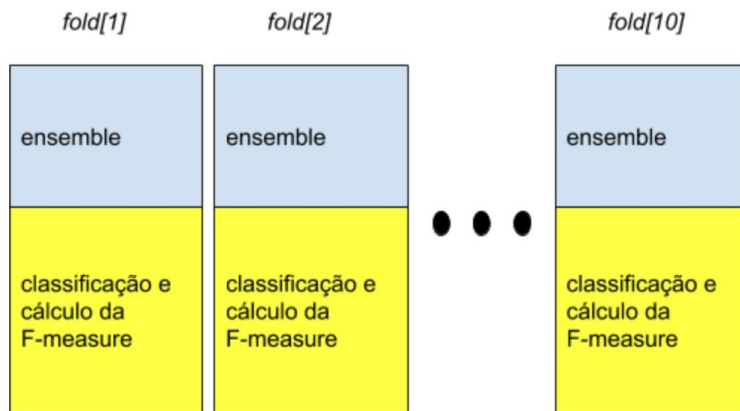 fold[1]
fold[2]
fold[10]
ensemble
ensemble
ensemble
classificação e
cálculo da
F-measure
classificação e
cálculo da
F-measure
classificação e
cálculo da
F-measure